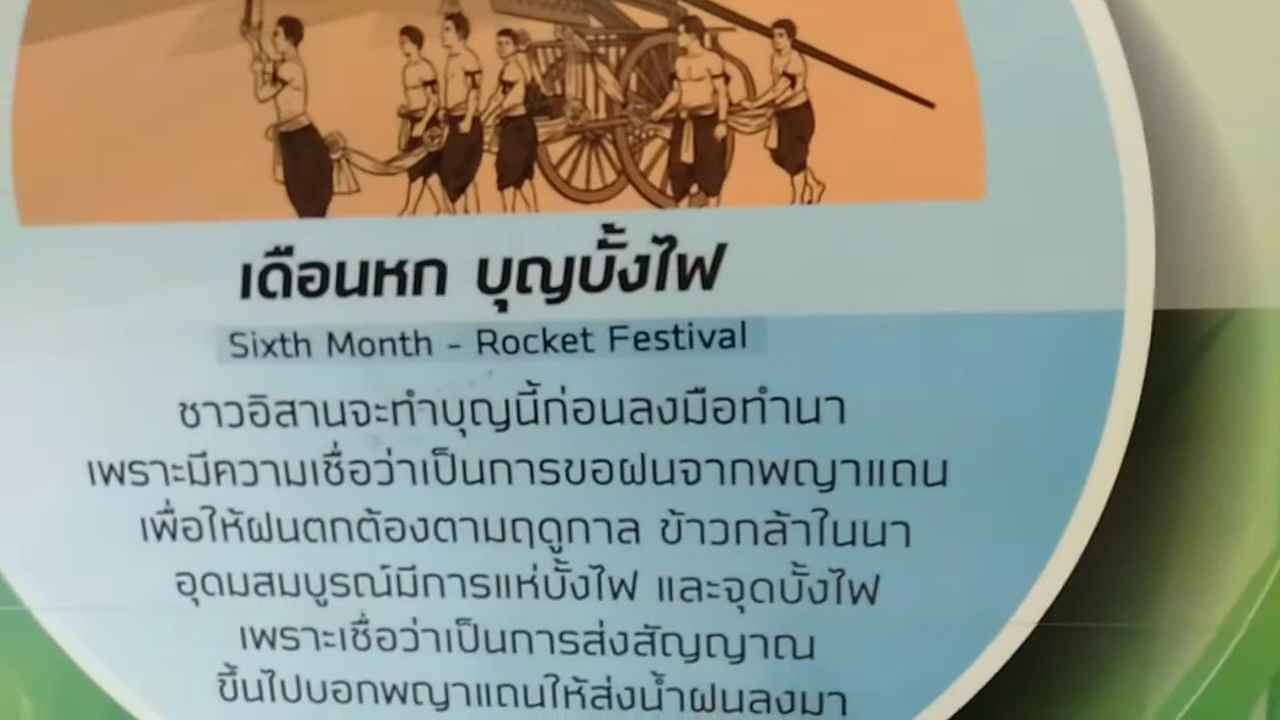 เดือนหก บุญบั้งไฟ
Sixth Month - Rocket Festival
ชาวอิสานจะทำบุญนี้ก่อนลงมือทำนา
เพราะมีความเชื่อว่าเป็นการขอฝนจากพญาแถน
เพื่อให้ฝนตกต้องตามฤดูกาล ข้าวกล้าในนา
อุดมสมบูรณ์มีการแห่บั้งไฟ และจุดบั้งไฟ
เพราะเชื่อว่าเป็นการส่งสัญญาณ
ขึ้นไปบอกพญาแถนให้ส่งน้ำฝนลงมา